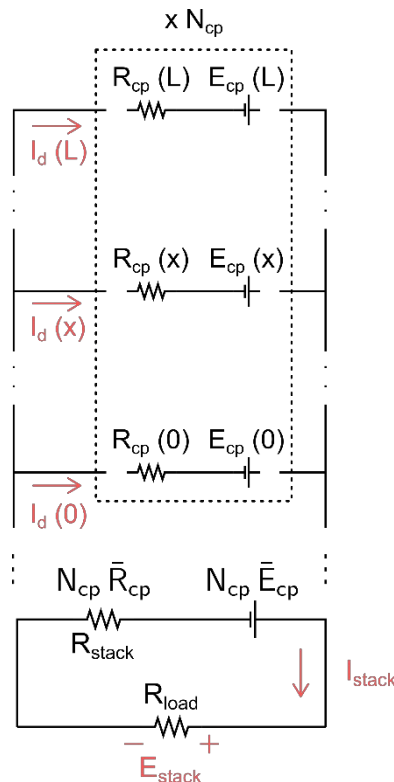 x N_cp
R_cp (L) E_cp (L)
I_d (L)
R_cp (x) E_cp (x)
I_d (x)
R_cp (0) E_cp (0)
I_d (0)
N_cp R̄_cp N_cp Ē_cp
R_stack
I_stack
R_load
− +
E_stack